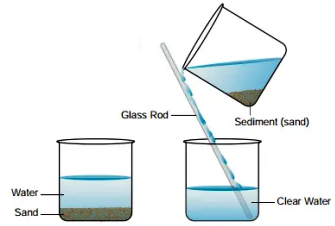 Glass Rod
Sediment (sand)
Water
Sand
Clear Water